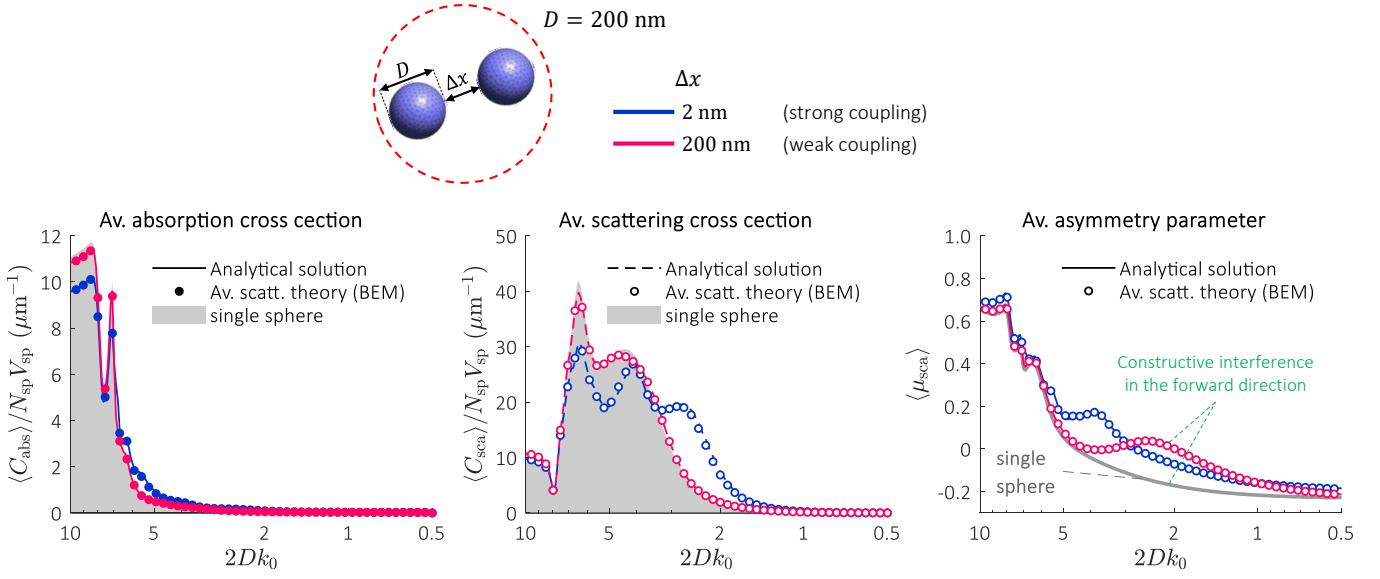 D = 200 nm
D
Δx
Δx
2 nm (strong coupling)
200 nm (weak coupling)
Av. absorption cross cection
⟨C_abs⟩/N_sp V_sp (μm⁻¹)
12
10
8
6
4
2
0
Analytical solution
Av. scatt. theory (BEM)
single sphere
10 5 2 1 0.5
2Dk₀
Av. scattering cross cection
⟨C_sca⟩/N_sp V_sp (μm⁻¹)
50
40
30
20
10
0
Analytical solution
Av. scatt. theory (BEM)
single sphere
10 5 2 1 0.5
2Dk₀
Av. asymmetry parameter
⟨μ_sca⟩
1.0
0.8
0.6
0.4
0.2
0
-0.2
Analytical solution
Av. scatt. theory (BEM)
Constructive interference
in the forward direction
single
sphere
10 5 2 1 0.5
2Dk₀